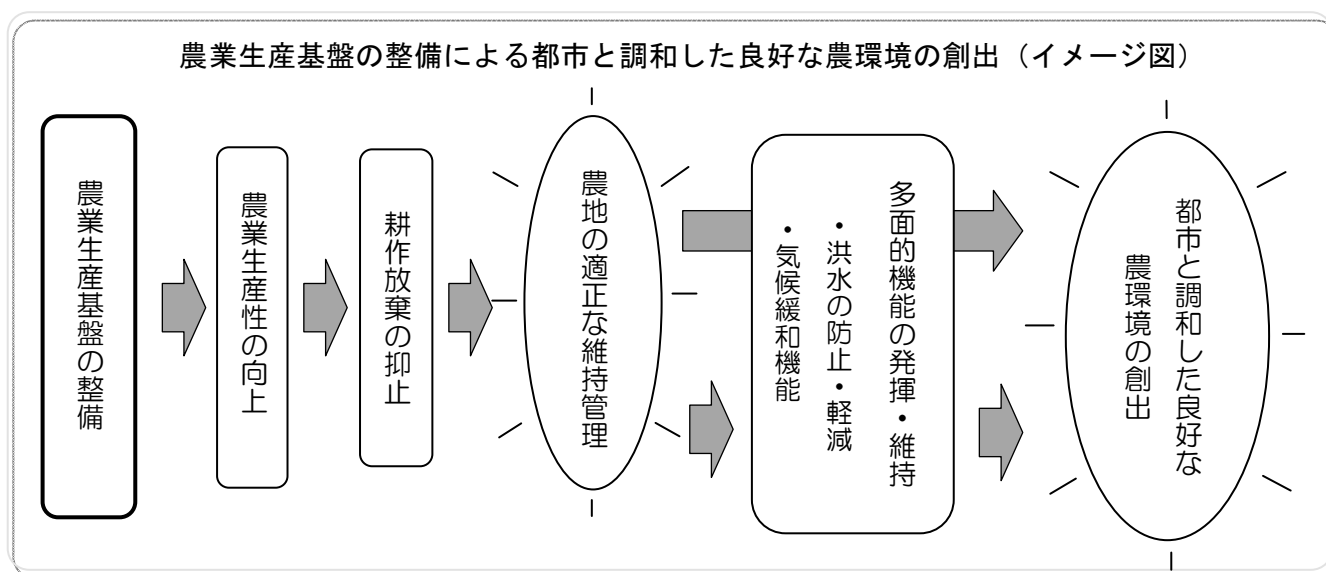 農業生産基盤の整備による都市と調和した良好な農環境の創出（イメージ図）
農業生産基盤の整備
農業生産性の向上
耕作放棄の抑止
農地の適正な維持管理
多面的機能の発揮・維持
・洪水の防止・軽減
・気候緩和機能
都市と調和した良好な
農環境の創出